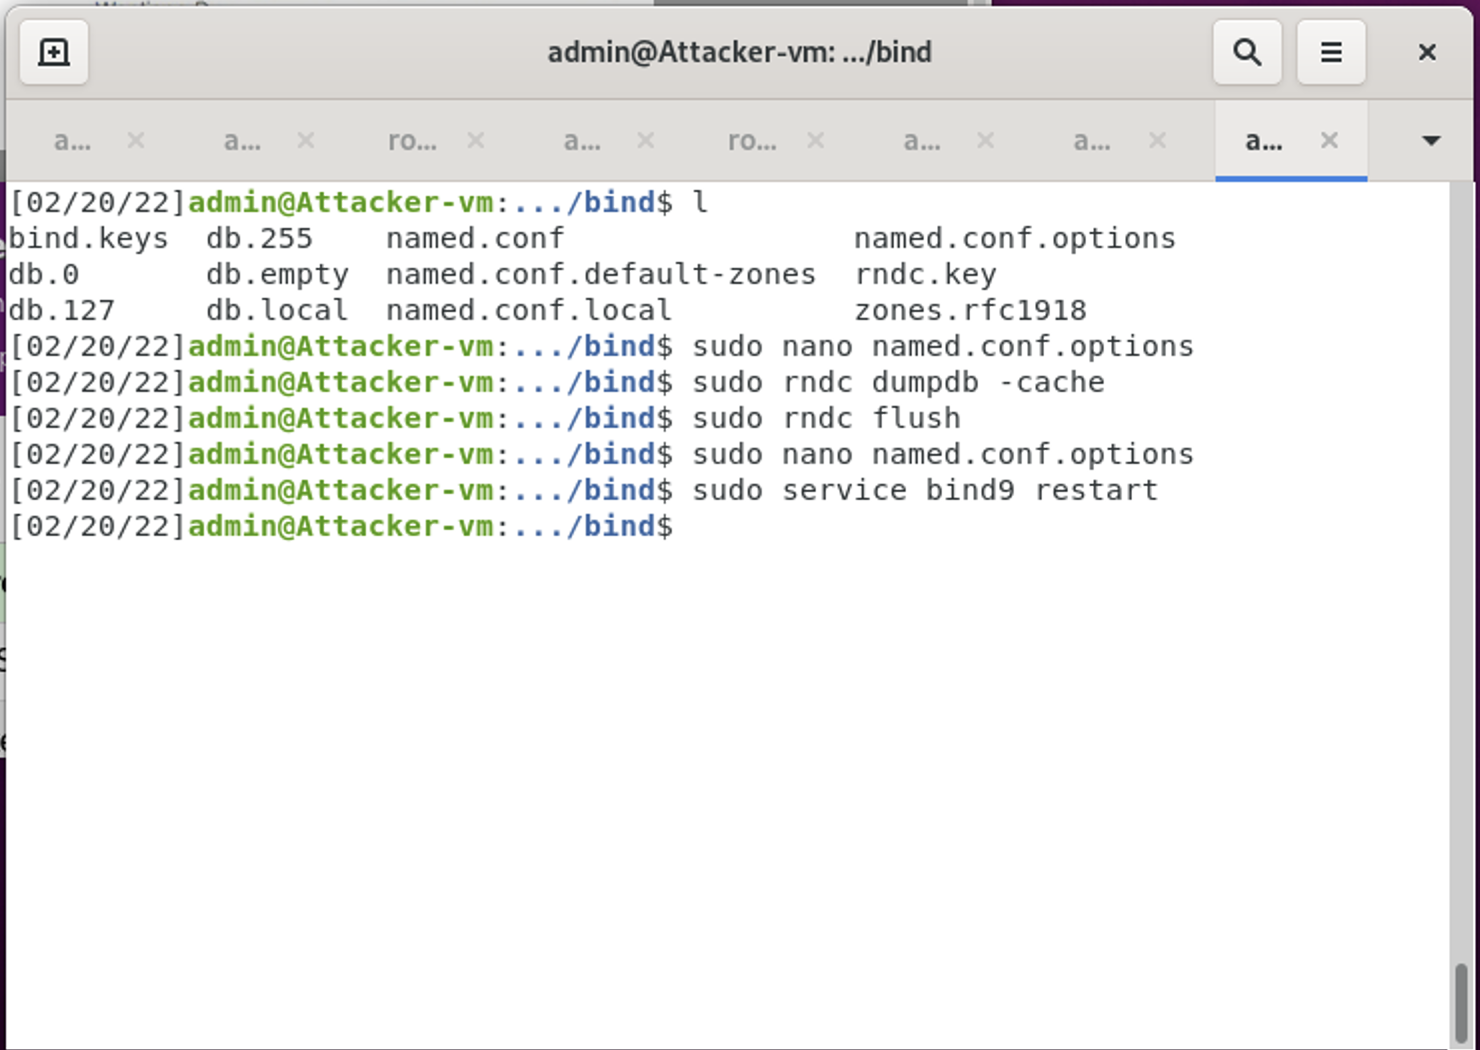 admin@Attacker-vm: .../bind
a... a... ro... a... ro... a... a... a...
[02/20/22]admin@Attacker-vm:.../bind$ l
bind.keys  db.255    named.conf                named.conf.options
db.0       db.empty  named.conf.default-zones  rndc.key
db.127     db.local  named.conf.local          zones.rfc1918
[02/20/22]admin@Attacker-vm:.../bind$ sudo nano named.conf.options
[02/20/22]admin@Attacker-vm:.../bind$ sudo rndc dumpdb -cache
[02/20/22]admin@Attacker-vm:.../bind$ sudo rndc flush
[02/20/22]admin@Attacker-vm:.../bind$ sudo nano named.conf.options
[02/20/22]admin@Attacker-vm:.../bind$ sudo service bind9 restart
[02/20/22]admin@Attacker-vm:.../bind$